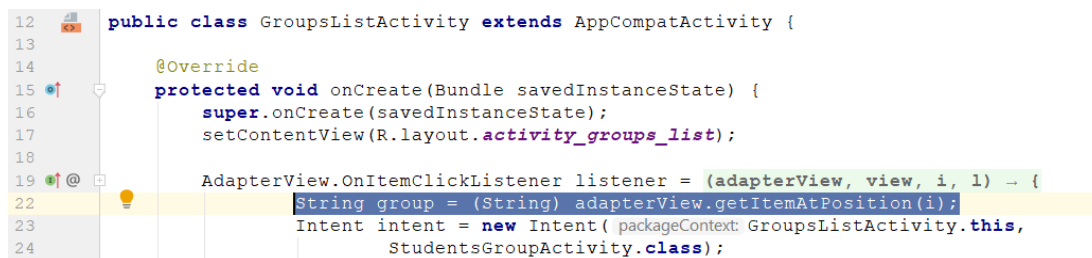 12 public class GroupsListActivity extends AppCompatActivity {
13
14 @Override
15 protected void onCreate(Bundle savedInstanceState) {
16 super.onCreate(savedInstanceState);
17 setContentView(R.layout.activity_groups_list);
18
19 @ AdapterView.OnItemClickListener listener = (adapterView, view, i, l) → {
22 String group = (String) adapterView.getItemAtPosition(i);
23 Intent intent = new Intent( packageContext: GroupsListActivity.this,
24 StudentsGroupActivity.class);